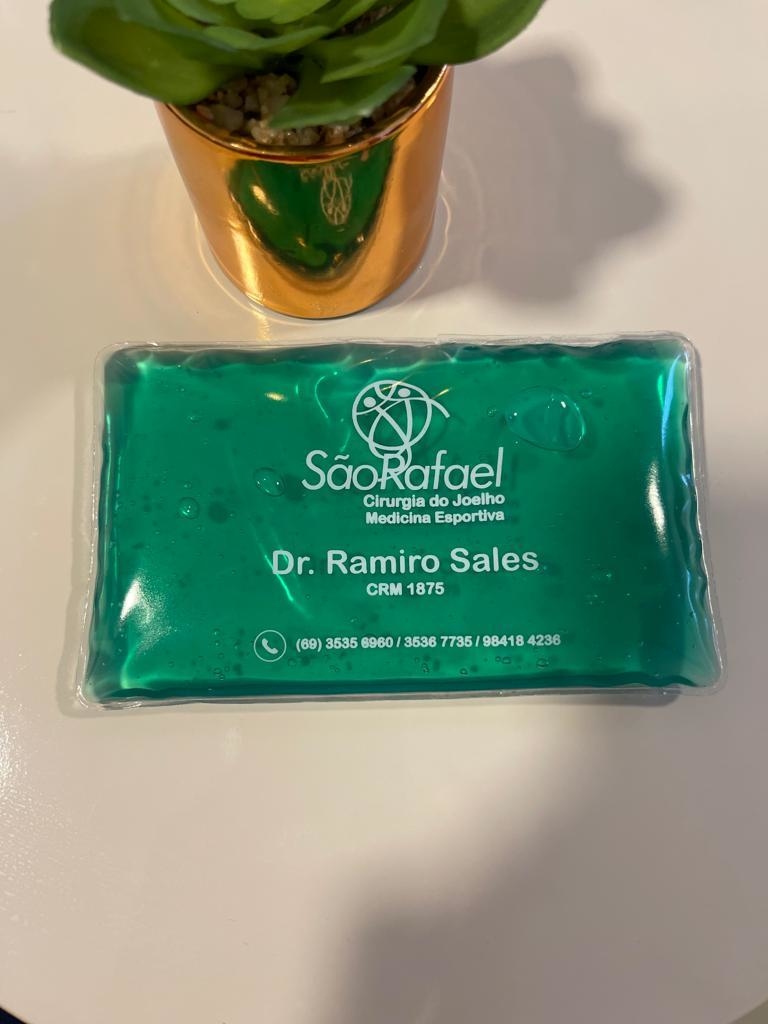 SãoRafael
Cirurgia do Joelho
Medicina Esportiva
Dr. Ramiro Sales
CRM 1875
(69) 3535 6960 / 3536 7735 / 98418 4236